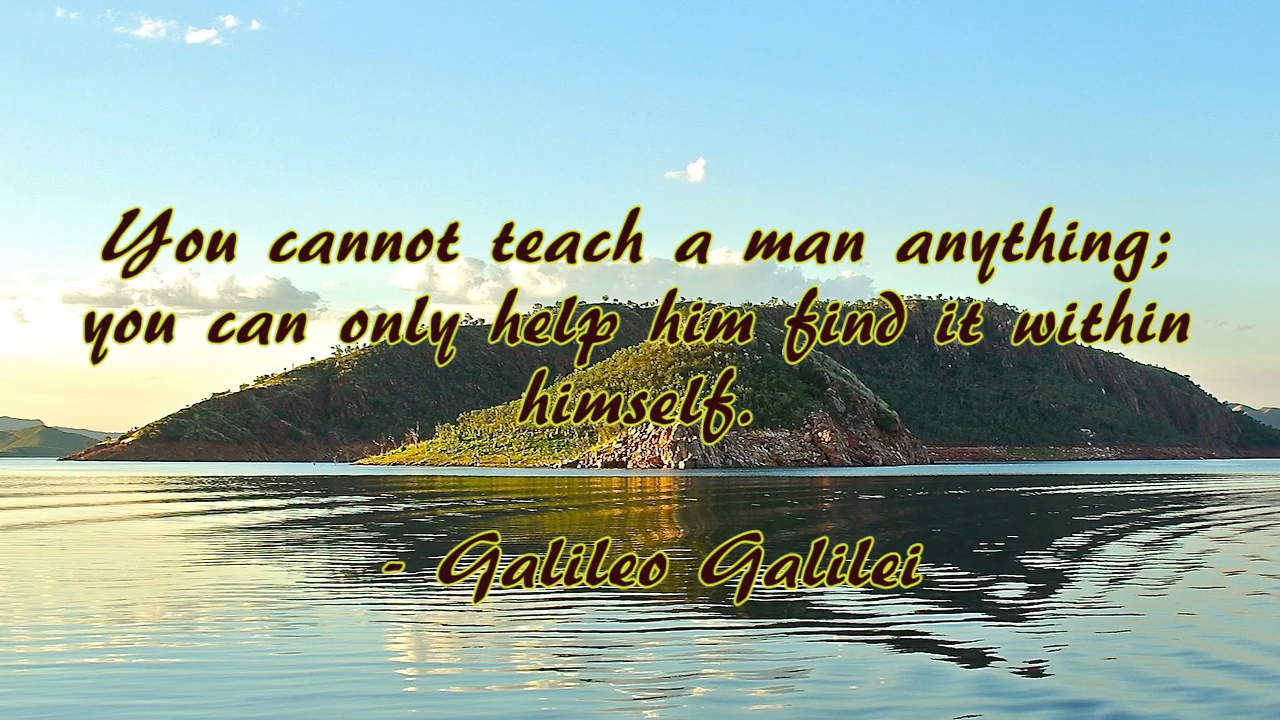 You cannot teach a man anything;
you can only help him find it within
himself.
- Galileo Galilei